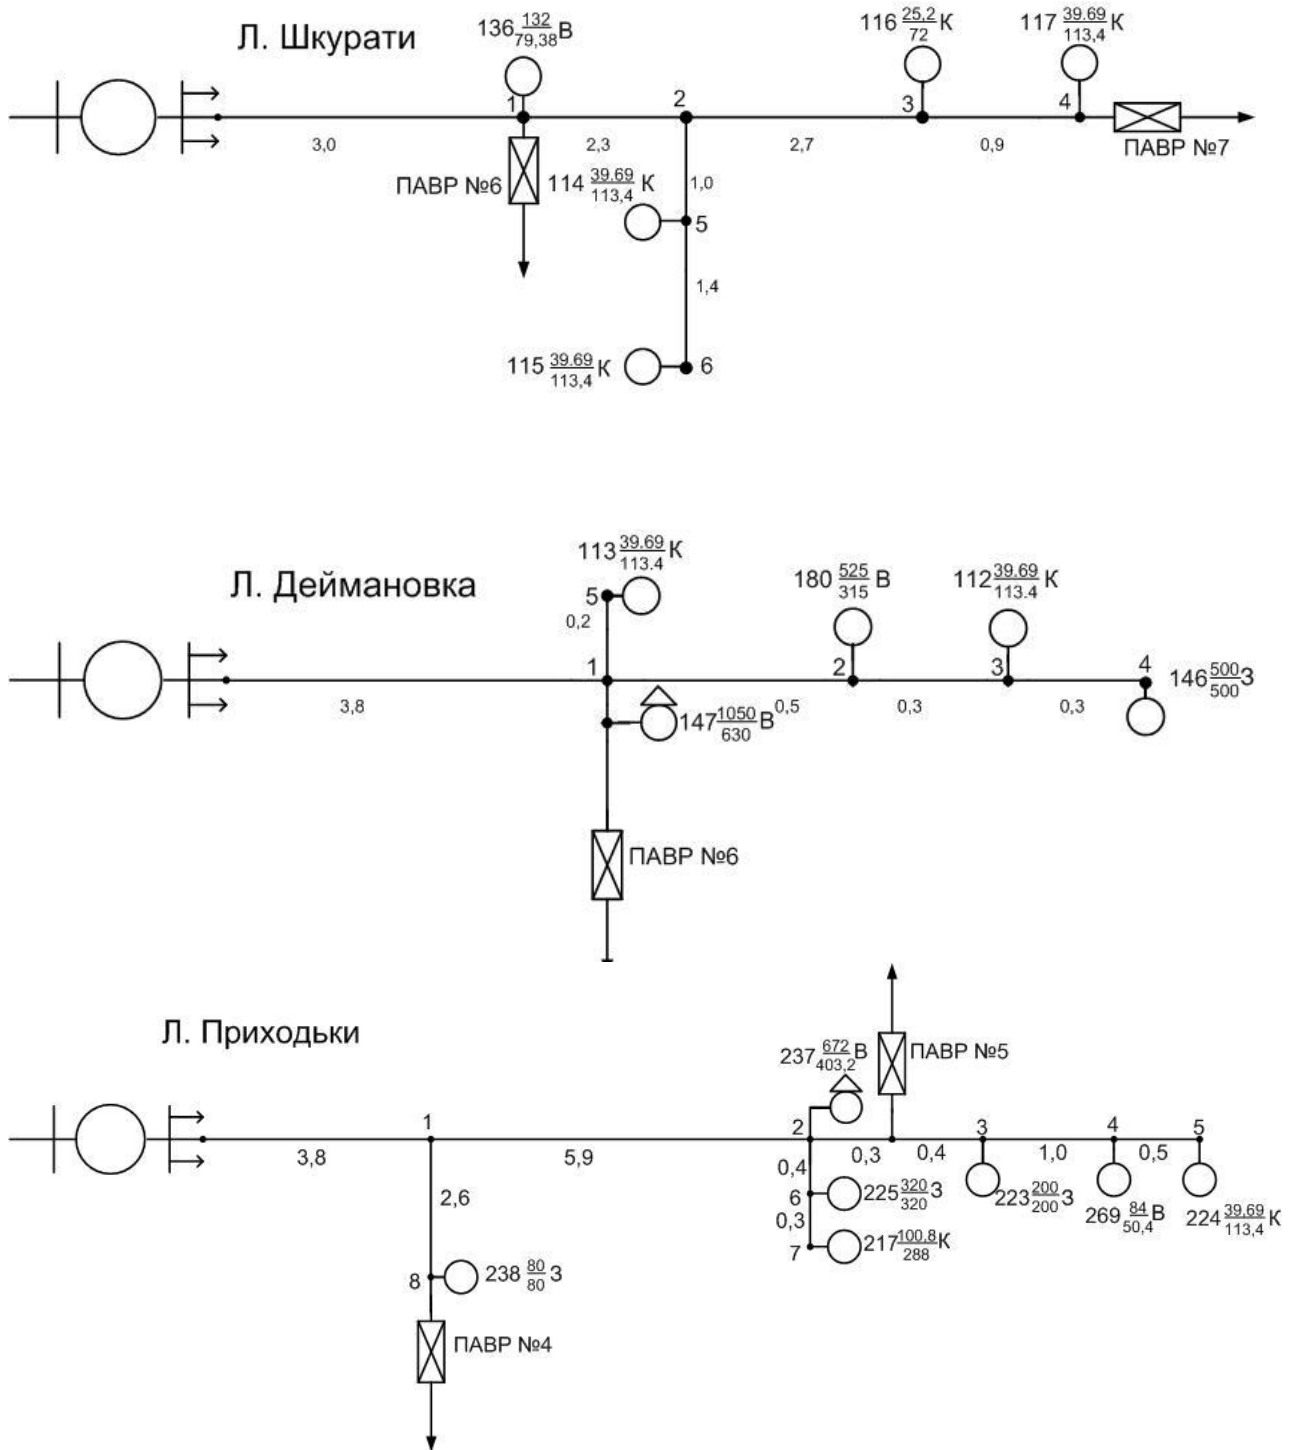 Л. Шкурати
136 132/79,38 В
116 25,2/72 К
117 39.69/113,4 К
1
2
3
4
3,0
2,3
2,7
0,9
ПАВР №7
ПАВР №6
114 39.69/113,4 К
1,0
5
1,4
115 39.69/113,4 К
6
Л. Деймановка
113 39.69/113.4 К
180 525/315 В
112 39.69/113.4 К
5
0,2
1
2
3
4
146 500/500 З
3,8
147 1050/630 В
0,5
0,3
0,3
ПАВР №6
Л. Приходьки
237 672/403,2 В
ПАВР №5
1
2
3
4
5
3,8
5,9
0,3
0,4
1,0
0,5
0,4
2,6
6
225 320/320 З
223 200/200 З
269 84/50,4 В
224 39.69/113,4 К
0,3
7
217 100,8/288 К
8
238 80/80 З
ПАВР №4